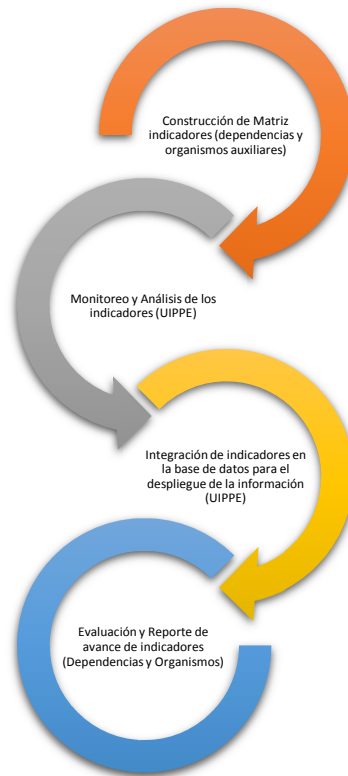 Construcción de Matriz
indicadores (dependencias y
organismos auxiliares)
Monitoreo y Análisis de los
indicadores (UIPPE)
Integración de indicadores en
la base de datos para el
despliegue de la información
(UIPPE)
Evaluación y Reporte de
avance de indicadores
(Dependencias y Organismos)